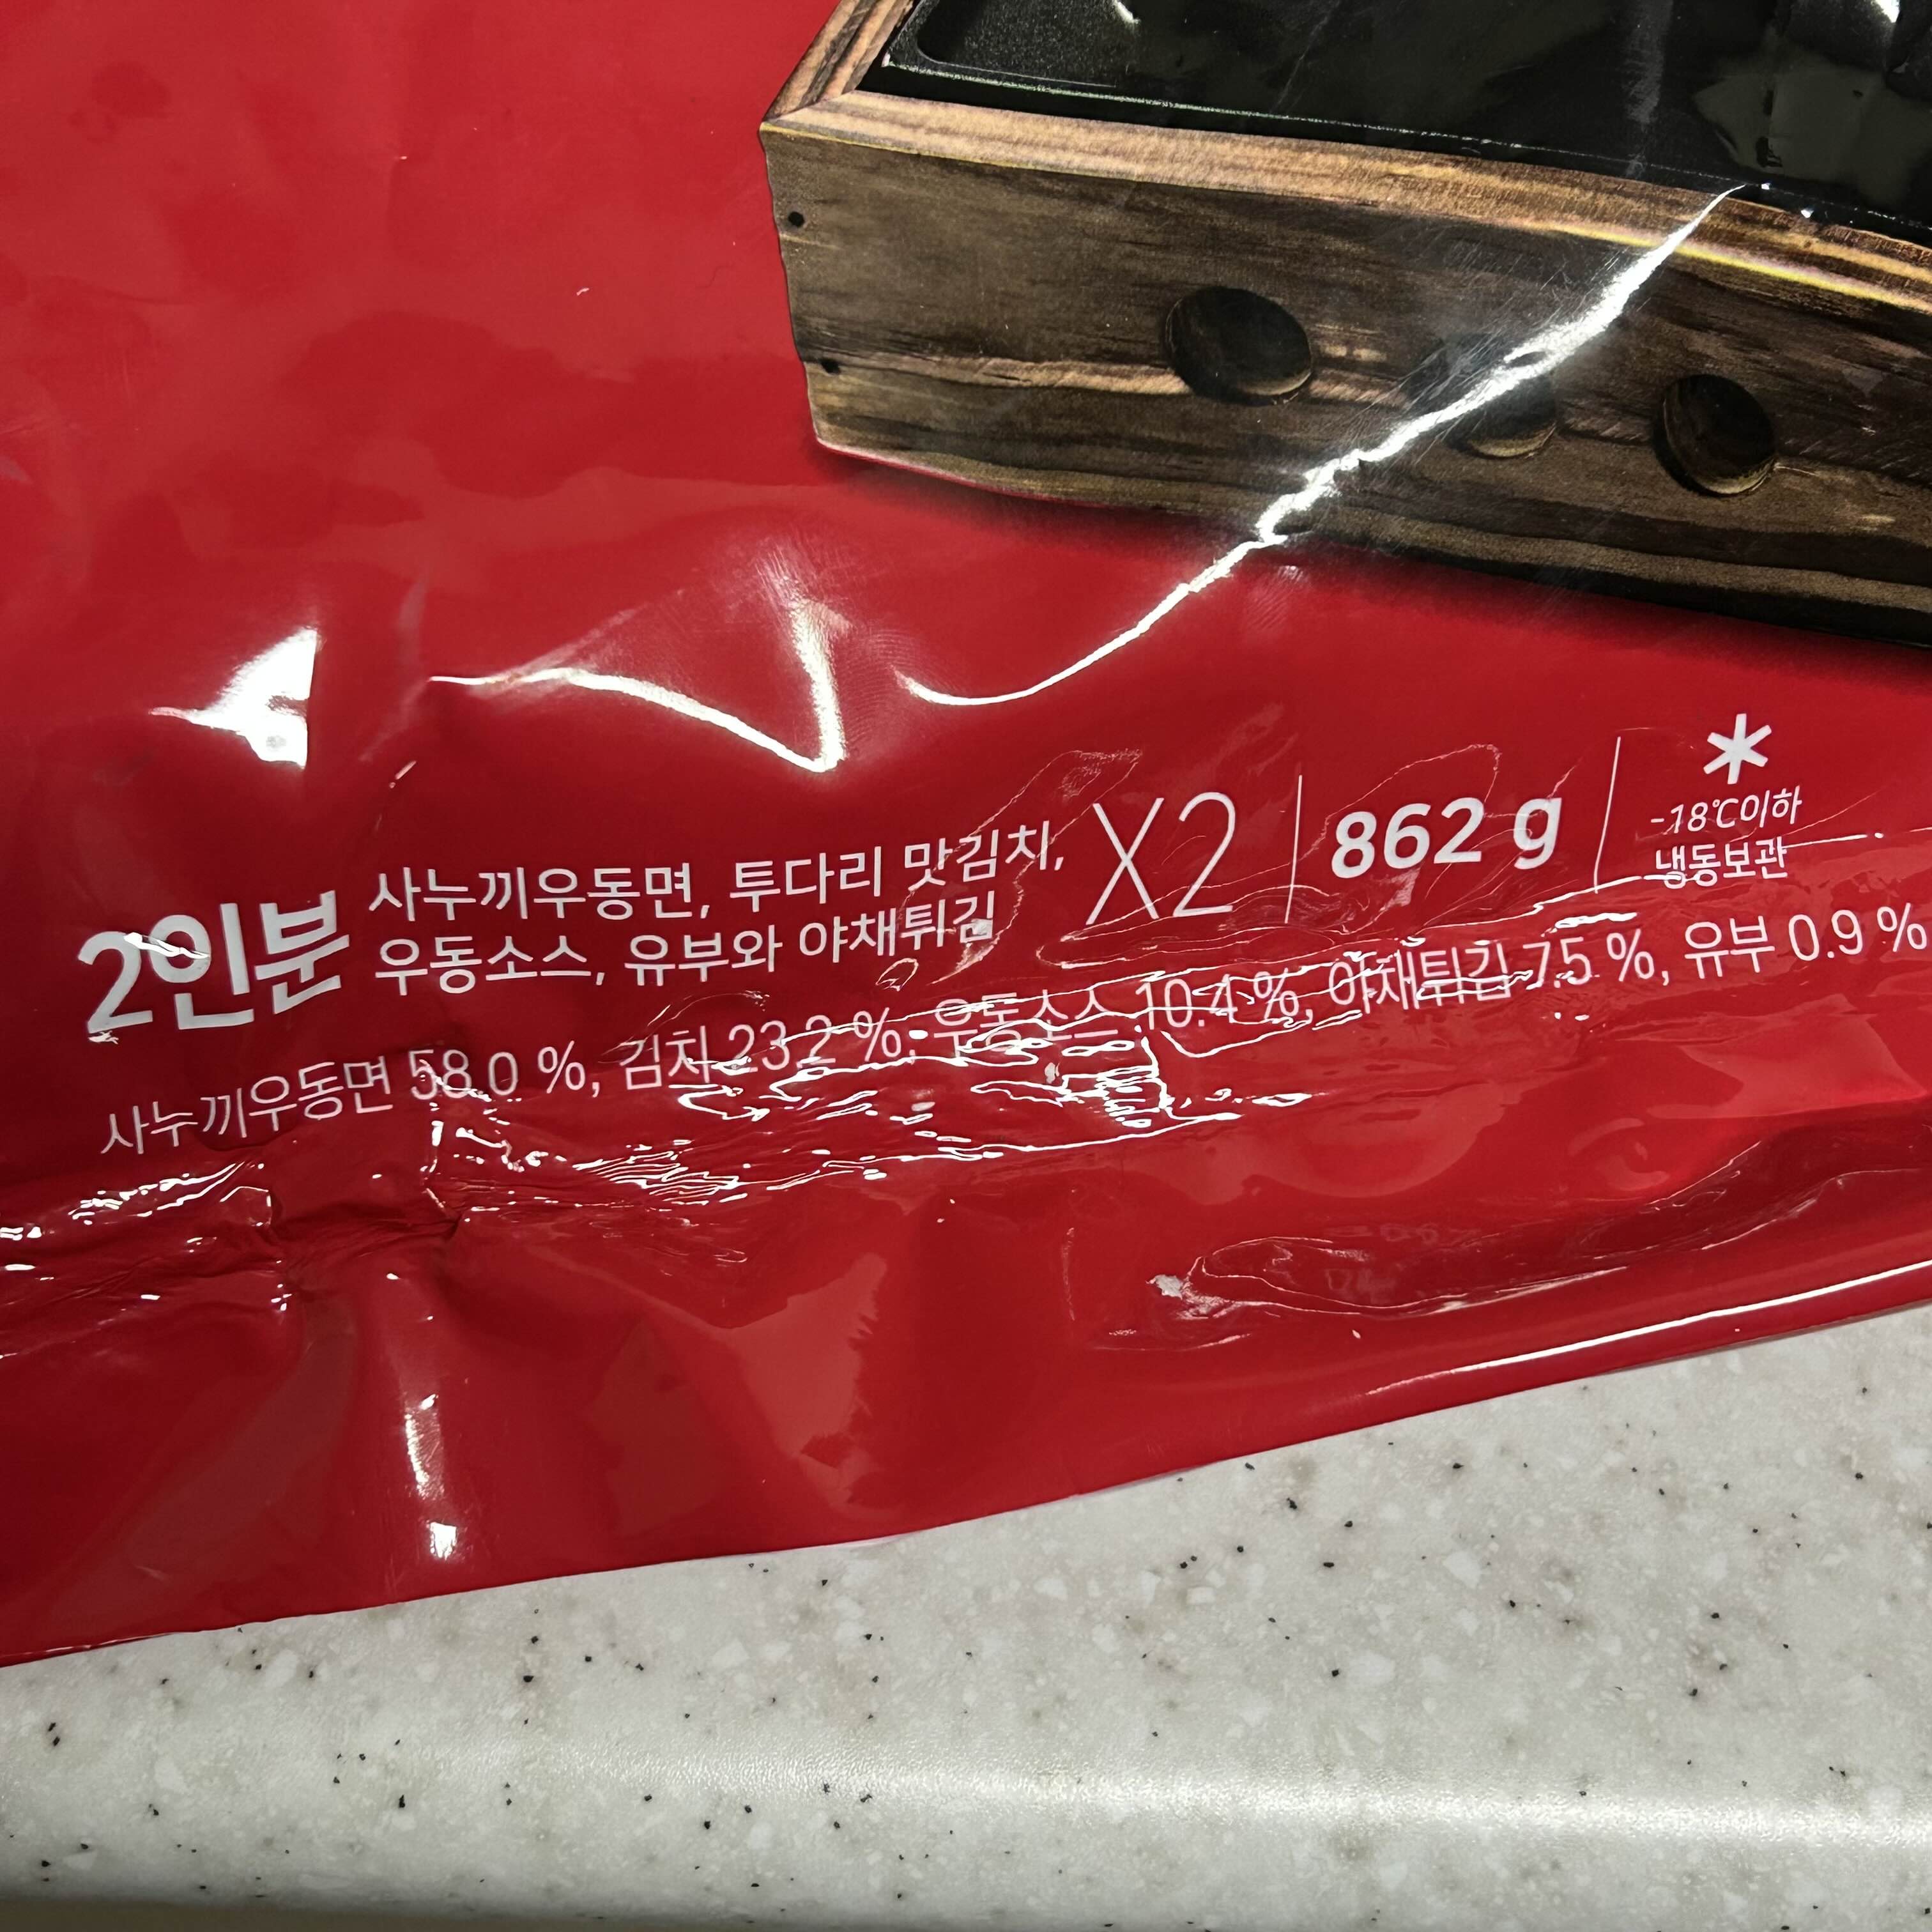 2인분
사누끼우동면, 투다리 맛김치,
우동소스, 유부와 야채튀김
X2
862 g
-18℃이하
냉동보관
사누끼우동면 58.0 %, 김치 23.2 %, 우동소스 10.4 %, 야채튀김 7.5 %, 유부 0.9 %